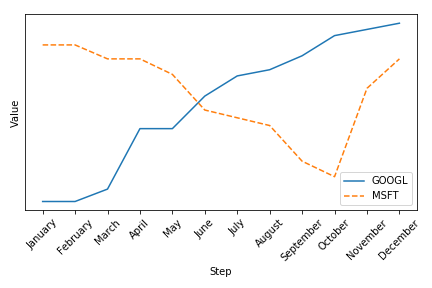 Value
GOOGL
MSFT
January
February
March
April
May
June
July
August
September
October
November
December
Step